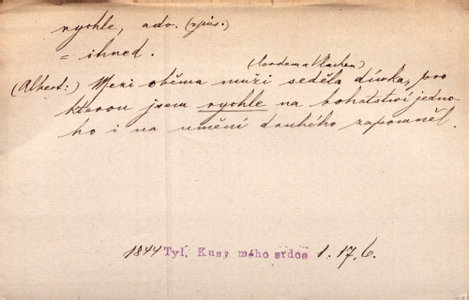 rychle, adv. (způs.)
= ihned.
(lordem a Rackem)
(Albert:) Mezi oběma muži seděla dívka, pro
kterou jsem rychle na bohatství jedno-
ho i na umění druhého zapomněl.
1844 Tyl, Kusy mého srdce 1. 17, 6.